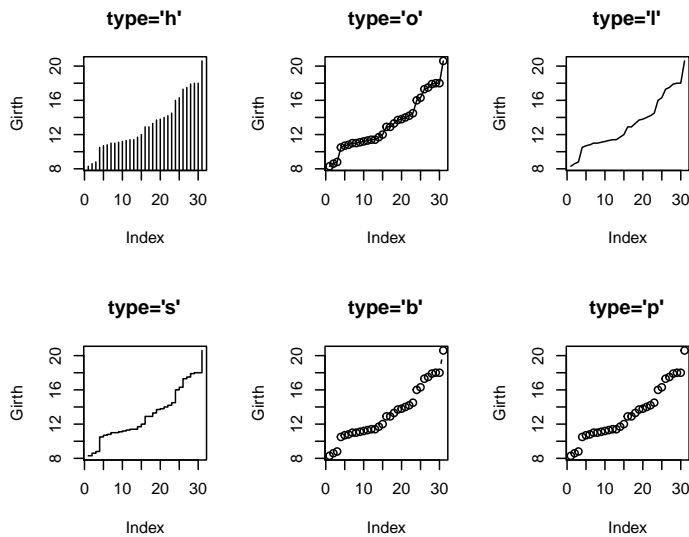 type='h'
Girth
8 12 16 20
0 10 20 30
Index
type='o'
Girth
8 12 16 20
0 10 20 30
Index
type='l'
Girth
8 12 16 20
0 10 20 30
Index
type='s'
Girth
8 12 16 20
0 10 20 30
Index
type='b'
Girth
8 12 16 20
0 10 20 30
Index
type='p'
Girth
8 12 16 20
0 10 20 30
Index